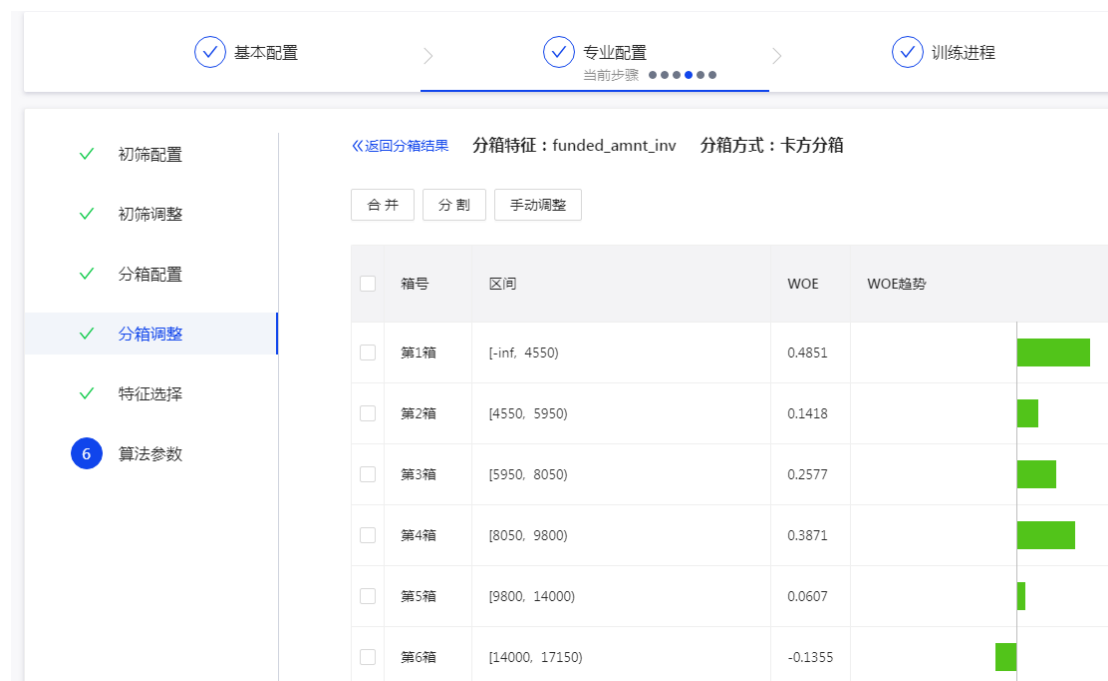 基本配置
专业配置
训练进程
当前步骤
初筛配置
初筛调整
分箱配置
分箱调整
特征选择
6 算法参数
《返回分箱结果 分箱特征：funded_amnt_inv 分箱方式：卡方分箱
合并 分割 手动调整
箱号 区间 WOE WOE趋势
第1箱 [-inf, 4550) 0.4851
第2箱 [4550, 5950) 0.1418
第3箱 [5950, 8050) 0.2577
第4箱 [8050, 9800) 0.3871
第5箱 [9800, 14000) 0.0607
第6箱 [14000, 17150) -0.1355